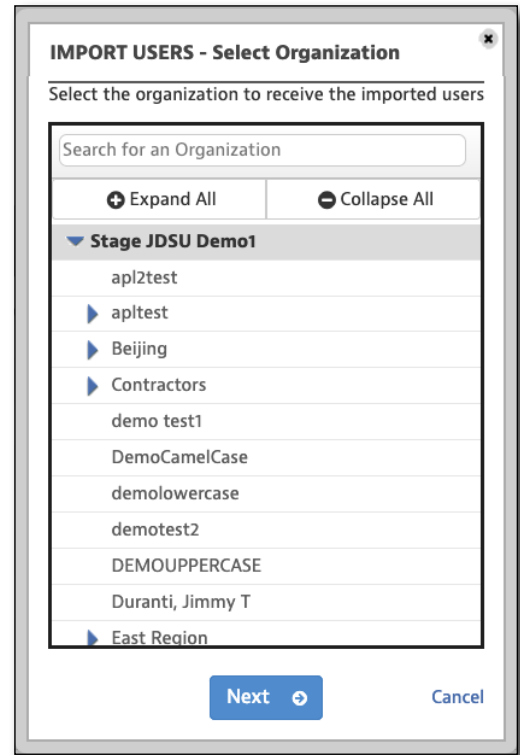 IMPORT USERS - Select Organization
Select the organization to receive the imported users
Search for an Organization
Expand All
Collapse All
Stage JDSU Demo1
apl2test
apltest
Beijing
Contractors
demo test1
DemoCamelCase
demolowercase
demotest2
DEMOUPPERCASE
Duranti, Jimmy T
East Region
Next
Cancel